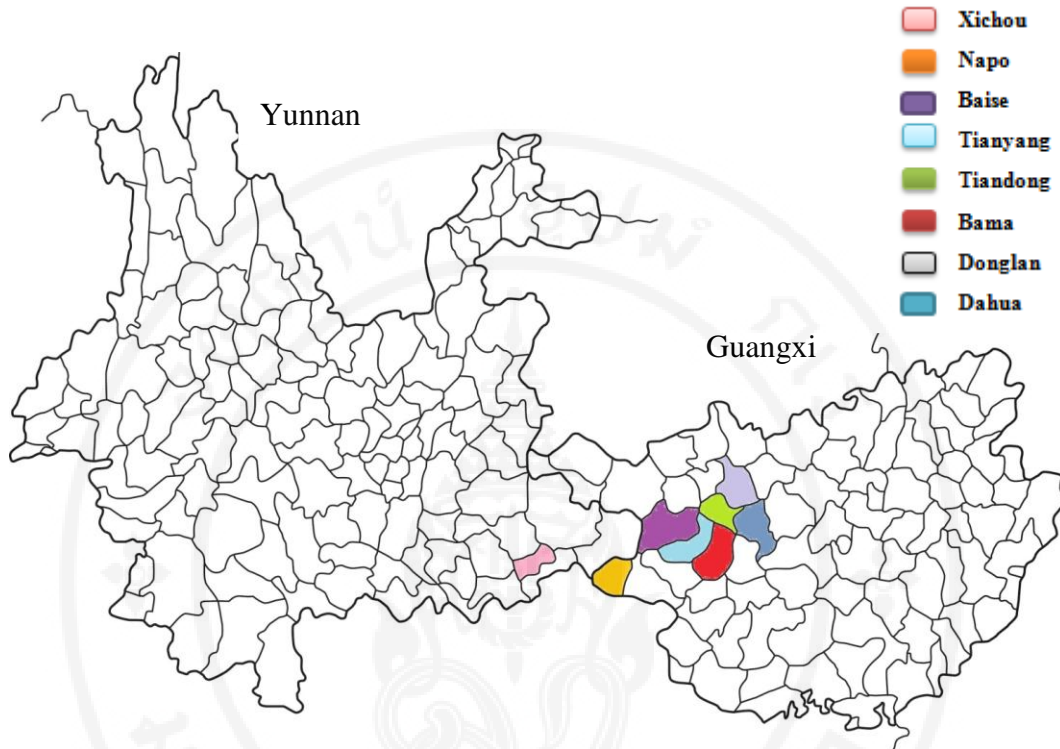 Xichou
Napo
Baise
Tianyang
Tiandong
Bama
Donglan
Dahua
Yunnan
Guangxi